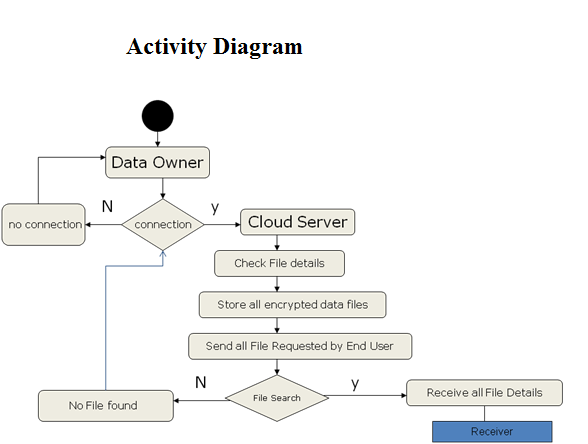 Activity Diagram
Data Owner
N
y
no connection
connection
Cloud Server
Check File details
Store all encrypted data files
Send all File Requested by End User
N
y
No File found
File Search
Receive all File Details
Receiver